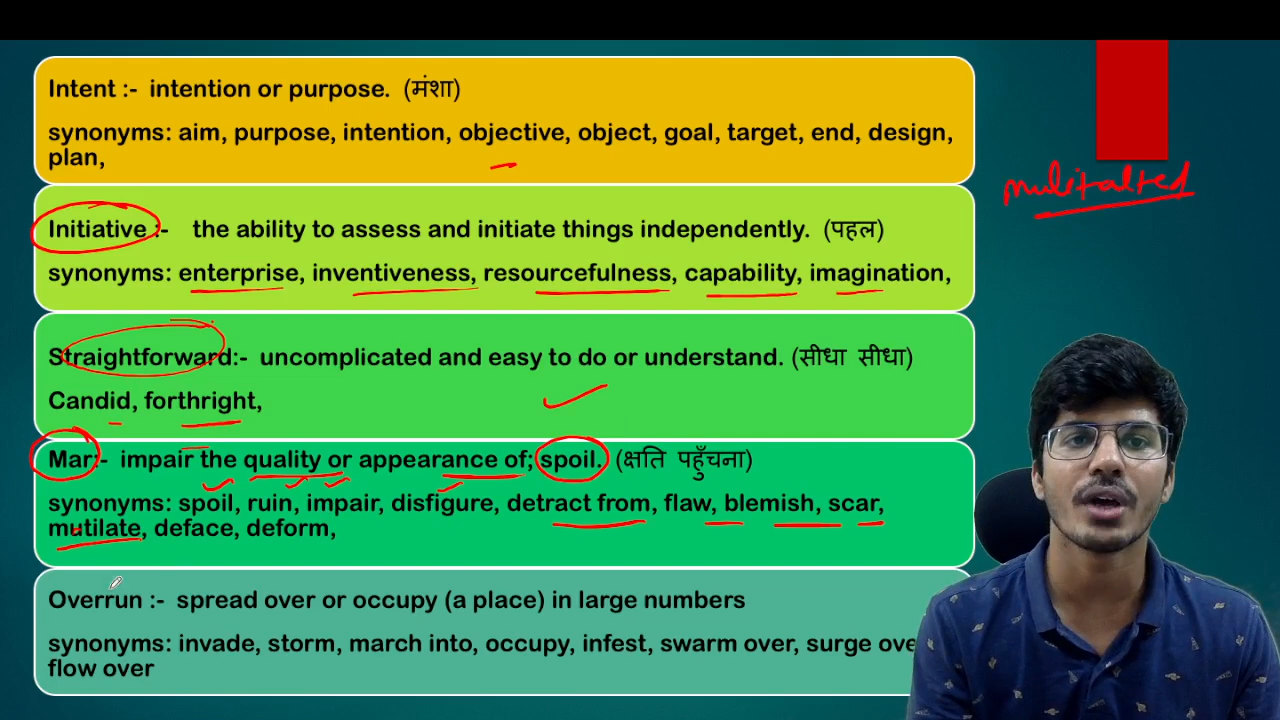 Intent :- intention or purpose. (मंशा)
synonyms: aim, purpose, intention, objective, object, goal, target, end, design,
plan,
mulitalted
Initiative :- the ability to assess and initiate things independently. (पहल)
synonyms: enterprise, inventiveness, resourcefulness, capability, imagination,
Straightforward:- uncomplicated and easy to do or understand. (सीधा सीधा)
Candid, forthright,
Mar:- impair the quality or appearance of; spoil. (क्षति पहुँचना)
synonyms: spoil, ruin, impair, disfigure, detract from, flaw, blemish, scar,
mutilate, deface, deform,
Overrun :- spread over or occupy (a place) in large numbers
synonyms: invade, storm, march into, occupy, infest, swarm over, surge ove
flow over